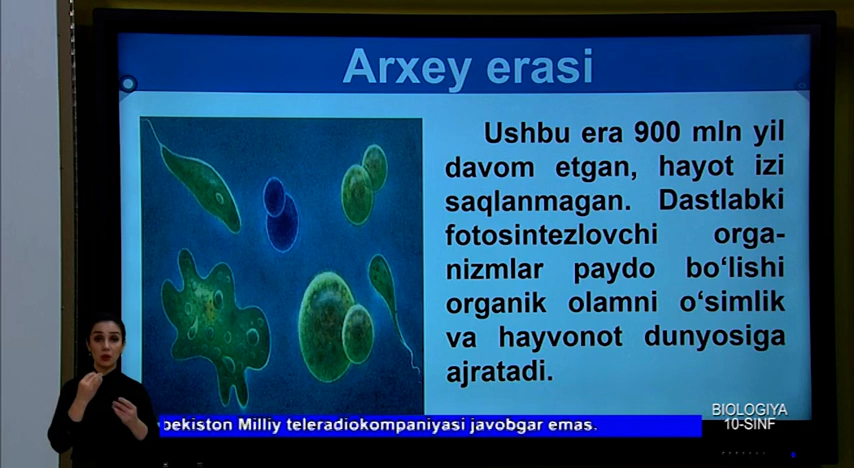 Arxey erasi
Ushbu era 900 mln yil
davom etgan, hayot izi
saqlanmagan. Dastlabki
fotosintezlovchi orga-
nizmlar paydo bo‘lishi
organik olamni o‘simlik
va hayvonot dunyosiga
ajratadi.
bekiston Milliy teleradiokompaniyasi javobgar emas.
BIOLOGIYA
10-SINF